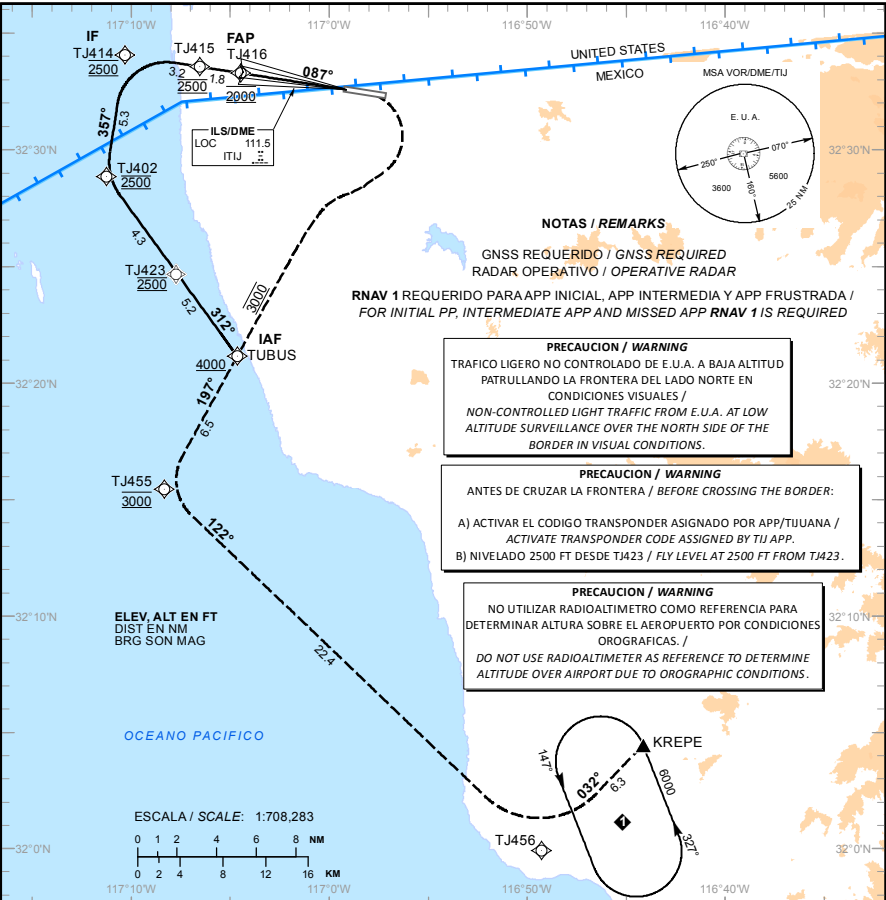 117°10'W
117°0'W
116°50'W
116°40'W
IF
TJ414
2500
TJ415
2500
FAP
TJ416
2000
3.2
1.8
087°
UNITED STATES
MEXICO
MSA VOR/DME/TIJ
E. U. A.
070°
250°
160°
5600
3600
25 NM
ILS/DME
LOC 111.5
ITIJ
357°
5.3
32°30'N
32°30'N
TJ402
2500
4.3
TJ423
2500
5.2
312°
3000
IAF
TUBUS
4000
197°
6.5
32°20'N
32°20'N
NOTAS / REMARKS
GNSS REQUERIDO / GNSS REQUIRED
RADAR OPERATIVO / OPERATIVE RADAR
RNAV 1 REQUERIDO PARA APP INICIAL, APP INTERMEDIA Y APP FRUSTRADA /
FOR INITIAL PP, INTERMEDIATE APP AND MISSED APP RNAV 1 IS REQUIRED
PRECAUCION / WARNING
TRAFICO LIGERO NO CONTROLADO DE E.U.A. A BAJA ALTITUD
PATRULLANDO LA FRONTERA DEL LADO NORTE EN
CONDICIONES VISUALES /
NON-CONTROLLED LIGHT TRAFFIC FROM E.U.A. AT LOW
ALTITUDE SURVEILLANCE OVER THE NORTH SIDE OF THE
BORDER IN VISUAL CONDITIONS.
PRECAUCION / WARNING
ANTES DE CRUZAR LA FRONTERA / BEFORE CROSSING THE BORDER:
A) ACTIVAR EL CODIGO TRANSPONDER ASIGNADO POR APP/TIJUANA /
ACTIVATE TRANSPONDER CODE ASSIGNED BY TIJ APP.
B) NIVELADO 2500 FT DESDE TJ423 / FLY LEVEL AT 2500 FT FROM TJ423.
PRECAUCION / WARNING
NO UTILIZAR RADIOALTIMETRO COMO REFERENCIA PARA
DETERMINAR ALTURA SOBRE EL AEROPUERTO POR CONDICIONES
OROGRAFICAS. /
DO NOT USE RADIOALTIMETER AS REFERENCE TO DETERMINE
ALTITUDE OVER AIRPORT DUE TO OROGRAPHIC CONDITIONS.
TJ455
3000
122°
22.4
32°10'N
32°10'N
ELEV, ALT EN FT
DIST EN NM
BRG SON MAG
OCEANO PACIFICO
KREPE
147°
032°
6.3
6000
327°
1
TJ456
ESCALA / SCALE: 1:708,283
0 1 2 4 6 8 NM
0 2 4 8 12 16 KM
32°0'N
32°0'N
117°10'W
117°0'W
116°50'W
116°40'W